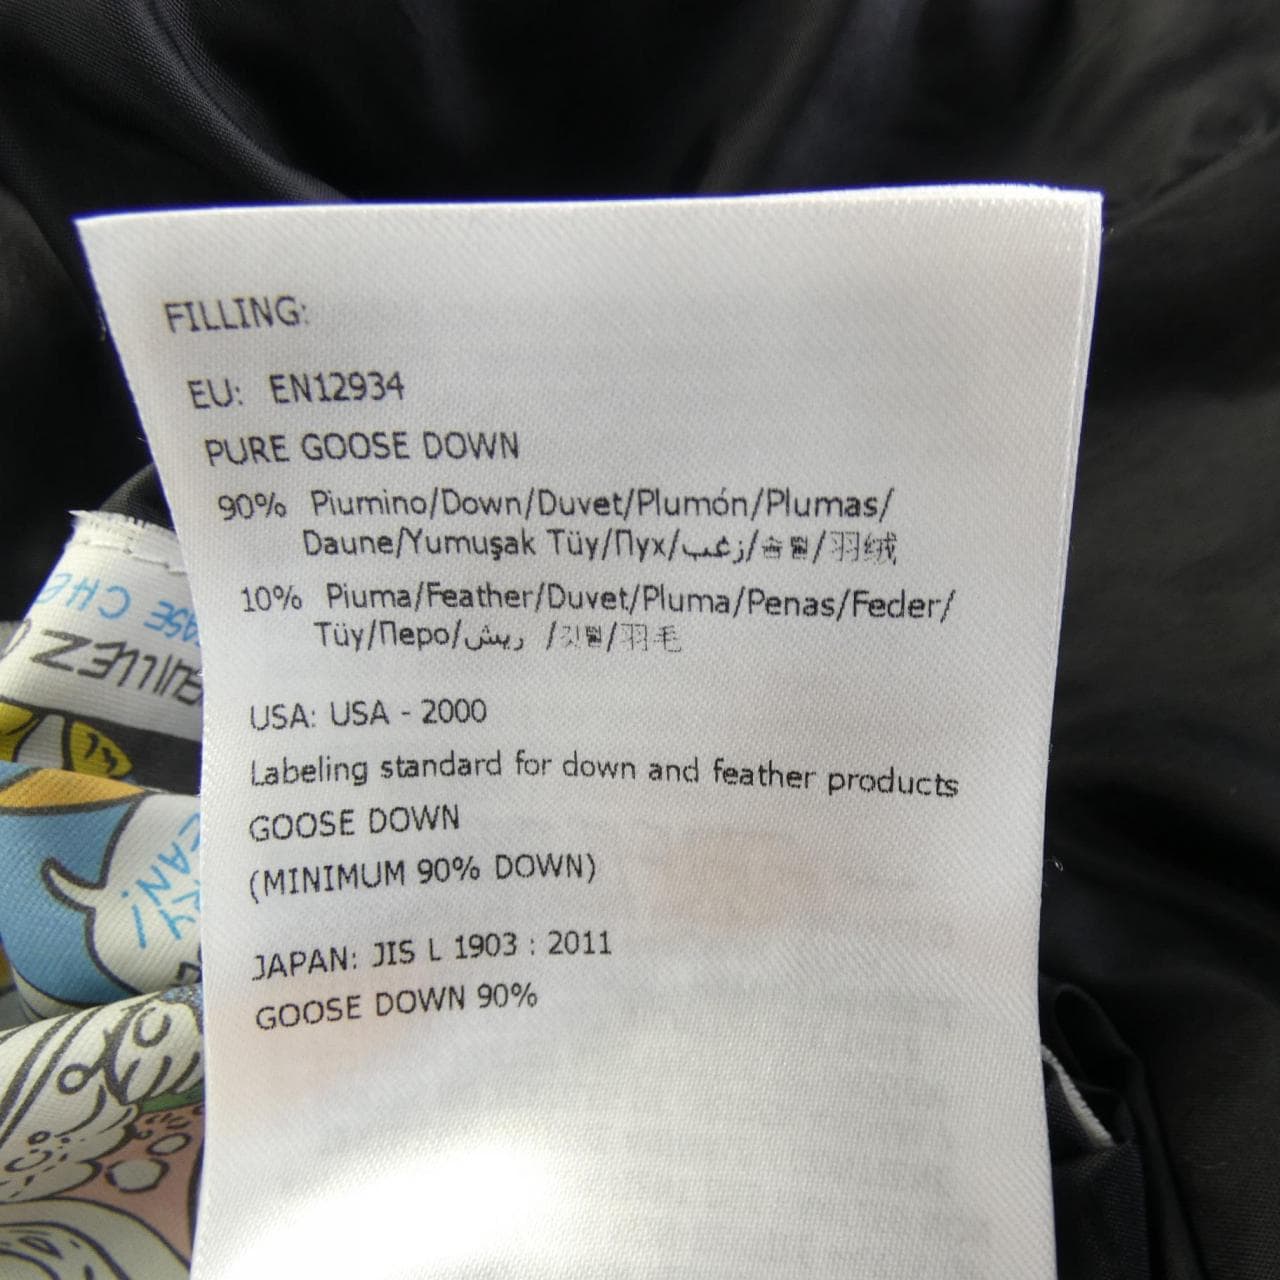 FILLING:
EU: EN12934
PURE GOOSE DOWN
90% Piumino/Down/Duvet/Plumón/Plumas/
Daune/Yumuşak Tüy/Пух/زغب/솜털/羽绒
10% Piuma/Feather/Duvet/Pluma/Penas/Feder/
Tüy/Перо/ريش /깃털/羽毛
USA: USA - 2000
Labeling standard for down and feather products
GOOSE DOWN
(MINIMUM 90% DOWN)
JAPAN: JIS L 1903 : 2011
GOOSE DOWN 90%